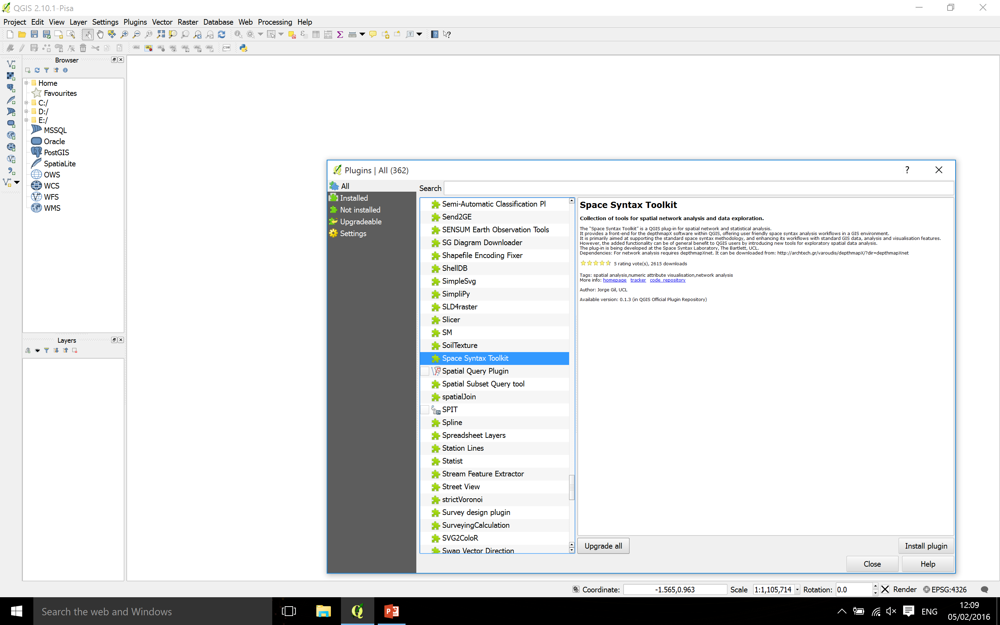 QGIS 2.10.1-Pisa
Project Edit View Layer Settings Plugins Vector Raster Database Web Processing Help
Browser
Home
Favourites
C:/
D:/
E:/
MSSQL
Oracle
PostGIS
SpatiaLite
OWS
WCS
WFS
WMS
Layers
Plugins | All (362)
All
Installed
Not installed
Upgradeable
Settings
Search
Semi-Automatic Classification Pl
Send2GE
SENSUM Earth Observation Tools
SG Diagram Downloader
Shapefile Encoding Fixer
ShellDB
SimpleSvg
SimpliPy
SLD4raster
Slicer
SM
SoilTexture
Space Syntax Toolkit
Spatial Query Plugin
Spatial Subset Query tool
spatialJoin
SPIT
Spline
Spreadsheet Layers
Station Lines
Statist
Stream Feature Extractor
Street View
strictVoronoi
Survey design plugin
SurveyingCalculation
SVG2ColoR
Swap Vector Direction
Space Syntax Toolkit
Collection of tools for spatial network analysis and data exploration.
The “Space Syntax Toolkit” is a QGIS plug-in for spatial network and statistical analysis.
It provides a front-end for the depthmapX software within QGIS, offering user friendly space syntax analysis workflows in a GIS environment.
It is primarily aimed at supporting the standard space syntax methodology, and enhancing its workflows with standard GIS data, analysis and visualisation features.
However, the added functionality can be of general benefit to QGIS users by introducing new tools for exploratory spatial data analysis.
The plug-in is being developed at the Space Syntax Laboratory, The Bartlett, UCL.
Dependencies: For network analysis requires depthmapXnet. It can be downloaded from: http://archtech.gr/varoudis/depthmapX/?dir=depthmapXnet
5 rating vote(s), 2615 downloads
Tags: spatial analysis,numeric attribute visualisation,network analysis
More info: homepage tracker code_repository
Author: Jorge Gil, UCL
Available version: 0.1.3 (in QGIS Official Plugin Repository)
Upgrade all
Install plugin
Close
Help
Coordinate: -1.565,0.963 Scale 1:1,105,714 Rotation: 0.0 Render EPSG:4326
Search the web and Windows
ENG
12:09
05/02/2016